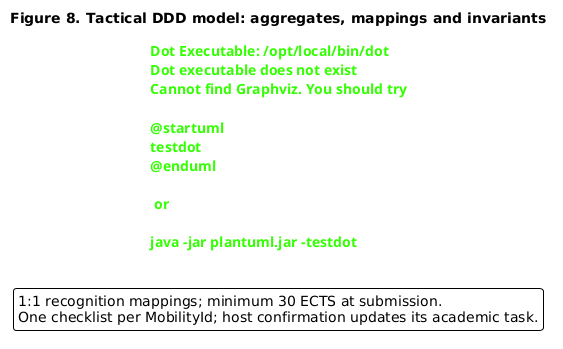 Figure 8. Tactical DDD model: aggregates, mappings and invariants
Dot Executable: /opt/local/bin/dot
Dot executable does not exist
Cannot find Graphviz. You should try
@startuml
testdot
@enduml
or
java -jar plantuml.jar -testdot
1:1 recognition mappings; minimum 30 ECTS at submission.
One checklist per MobilityId; host confirmation updates its academic task.